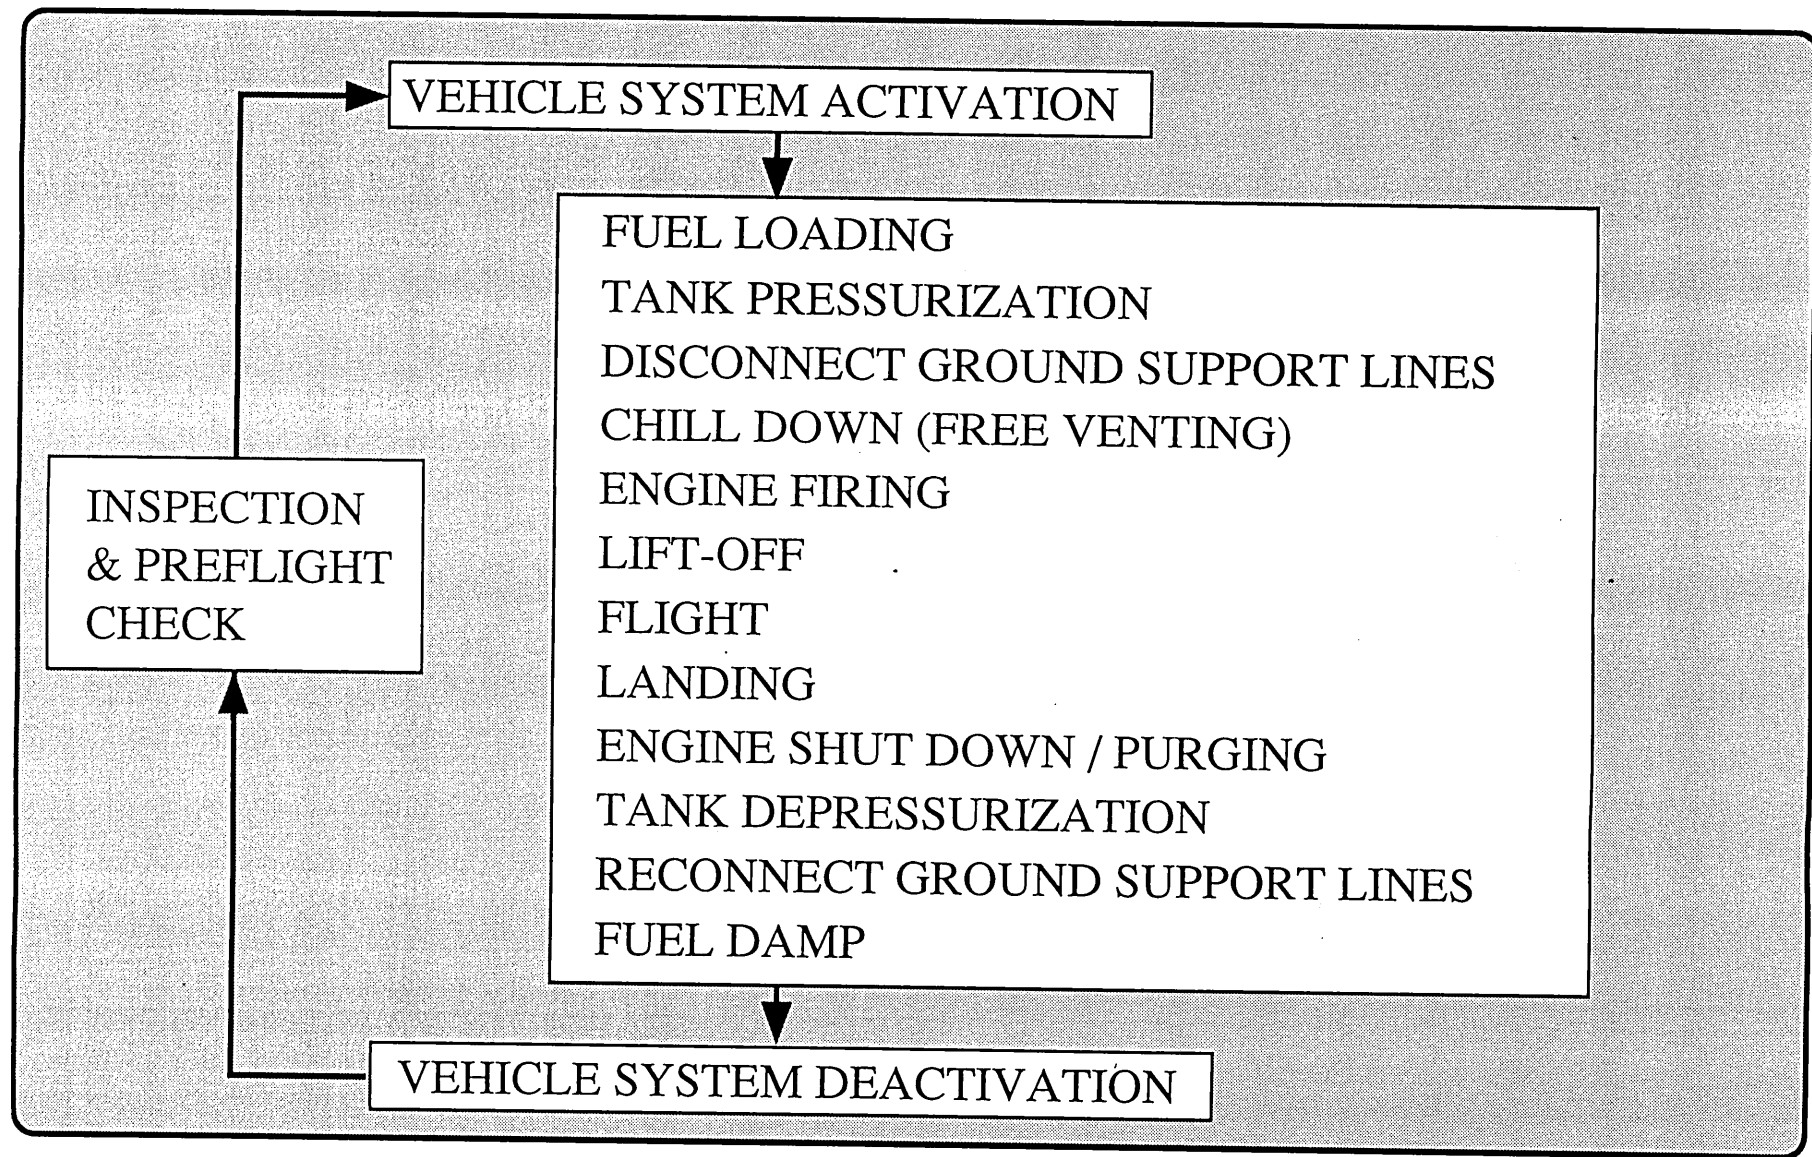 VEHICLE SYSTEM ACTIVATION
FUEL LOADING
TANK PRESSURIZATION
DISCONNECT GROUND SUPPORT LINES
CHILL DOWN (FREE VENTING)
ENGINE FIRING
LIFT-OFF
FLIGHT
LANDING
ENGINE SHUT DOWN / PURGING
TANK DEPRESSURIZATION
RECONNECT GROUND SUPPORT LINES
FUEL DAMP
VEHICLE SYSTEM DEACTIVATION
INSPECTION
& PREFLIGHT
CHECK